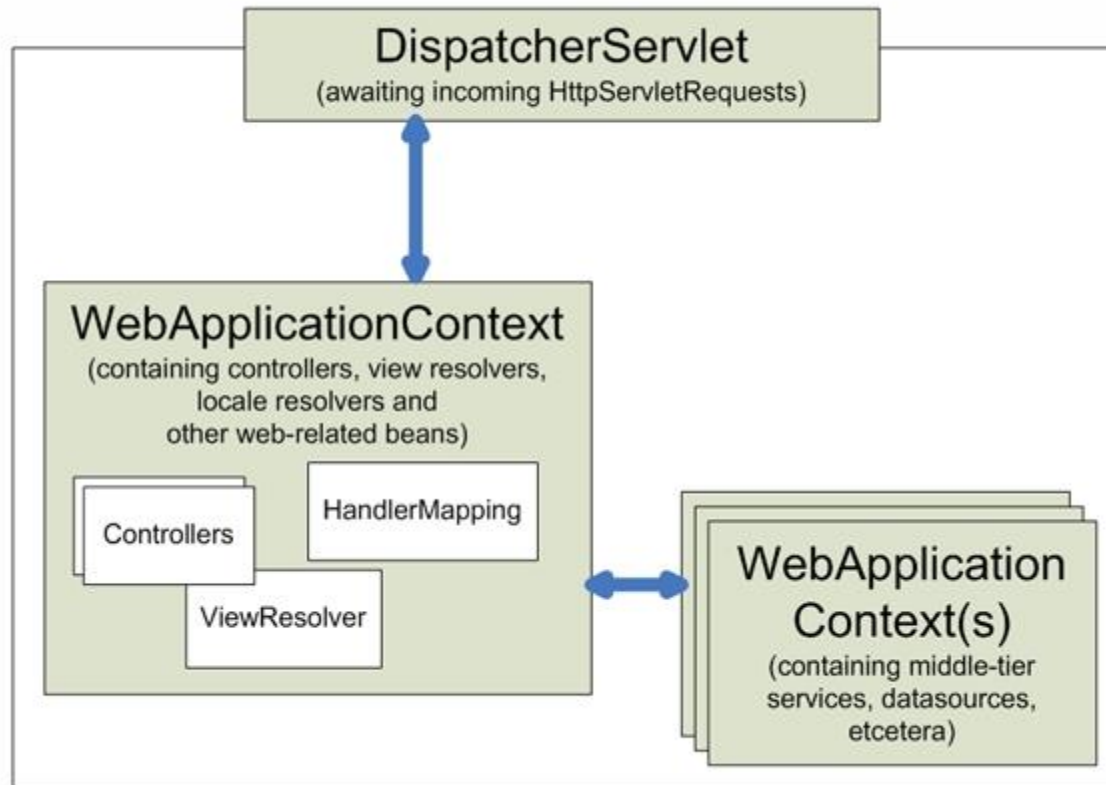 DispatcherServlet
(awaiting incoming HttpServletRequests)
WebApplicationContext
(containing controllers, view resolvers,
locale resolvers and
other web-related beans)
HandlerMapping
Controllers
ViewResolver
WebApplication
Context(s)
(containing middle-tier
services, datasources,
etcetera)